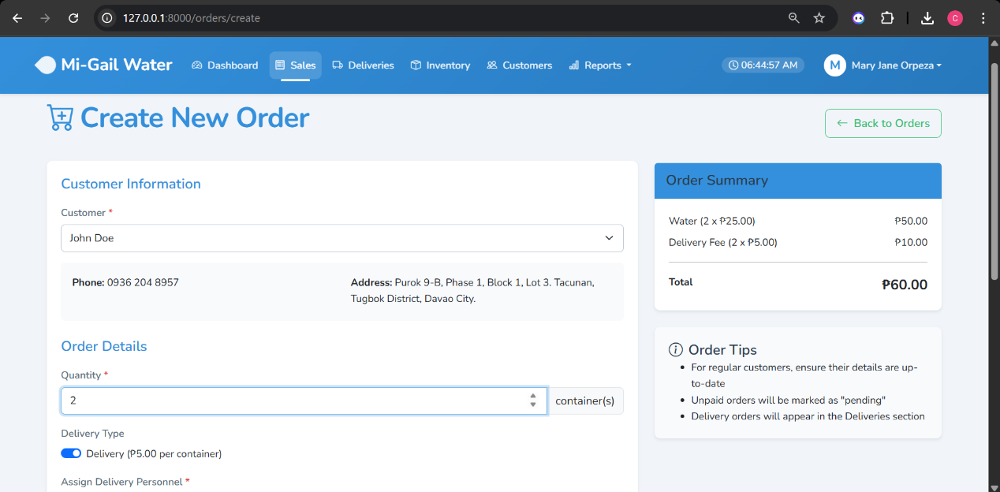 127.0.0.1:8000/orders/create
C
Mi-Gail Water
Dashboard
Sales
Deliveries
Inventory
Customers
Reports
06:44:57 AM
M
Mary Jane Orpeza
Create New Order
Back to Orders
Customer Information
Customer *
John Doe
Phone: 0936 204 8957
Address: Purok 9-B, Phase 1, Block 1, Lot 3. Tacunan,
Tugbok District, Davao City.
Order Details
Quantity *
2
container(s)
Delivery Type
Delivery (₱5.00 per container)
Assign Delivery Personnel *
Order Summary
Water (2 x ₱25.00) ₱50.00
Delivery Fee (2 x ₱5.00) ₱10.00
Total ₱60.00
Order Tips
For regular customers, ensure their details are up-
to-date
Unpaid orders will be marked as "pending"
Delivery orders will appear in the Deliveries section